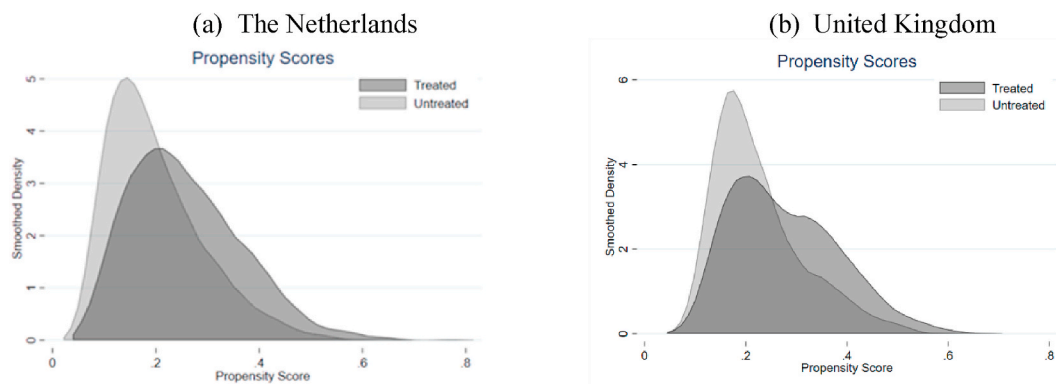 (a) The Netherlands
Propensity Scores
Treated
Untreated
Smoothed Density
5
4
3
2
1
0
0 .2 .4 .6 .8
Propensity Score
(b) United Kingdom
Propensity Scores
Treated
Untreated
Smoothed Density
6
4
2
0
0 .2 .4 .6 .8
Propensity Score